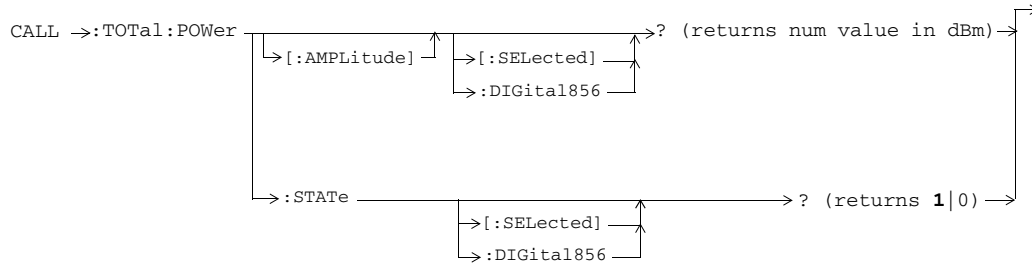 CALL :TOTal:POWer ? (returns num value in dBm)
[:AMPLitude] [:SELected]
:DIGital856
:STATe ? (returns 1|0)
[:SELected]
:DIGital856